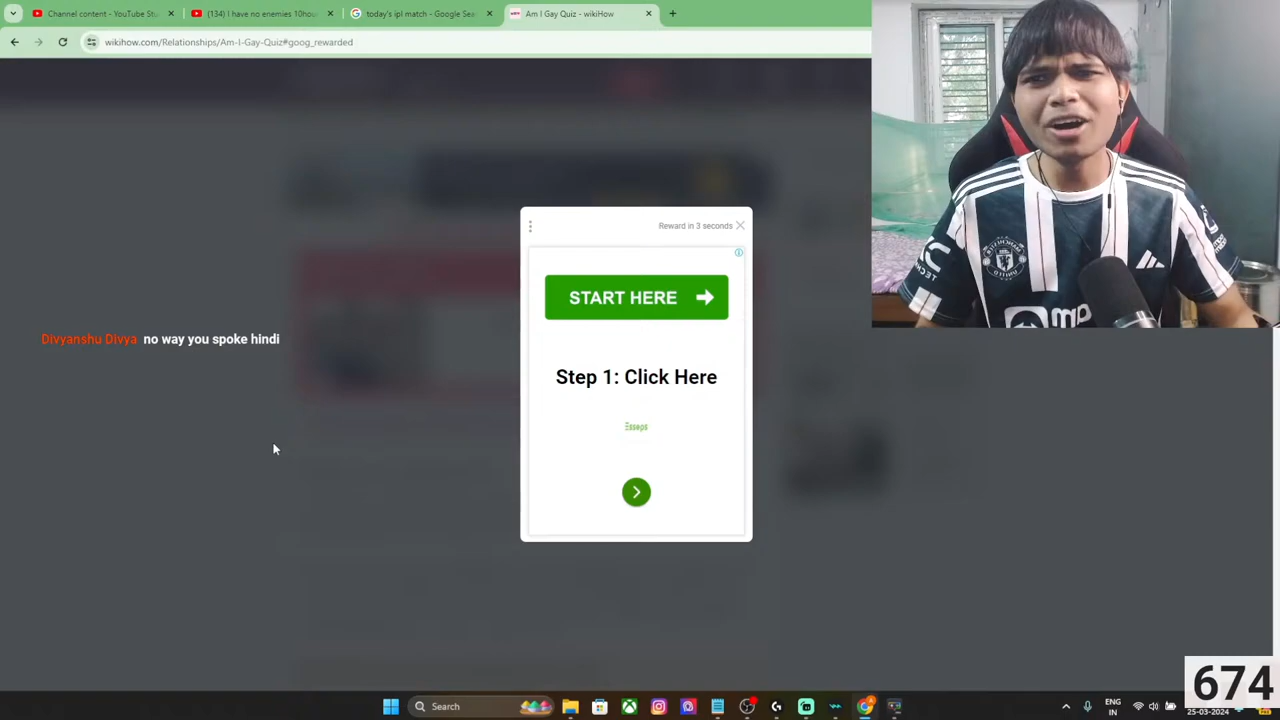 Channel content - YouTube Stu
(134) I have no enemies 10hou
today's ipl match - Google Sea
Am I Gay Quiz - wikiHow
wikihow.com/Relationships/Am-I-Gay-Quiz#goog_rewarded
Reward in 3 seconds
START HERE
Step 1: Click Here
Esseps
Divyanshu Divya no way you spoke hindi
674
Search
ENG
IN
25-03-2024